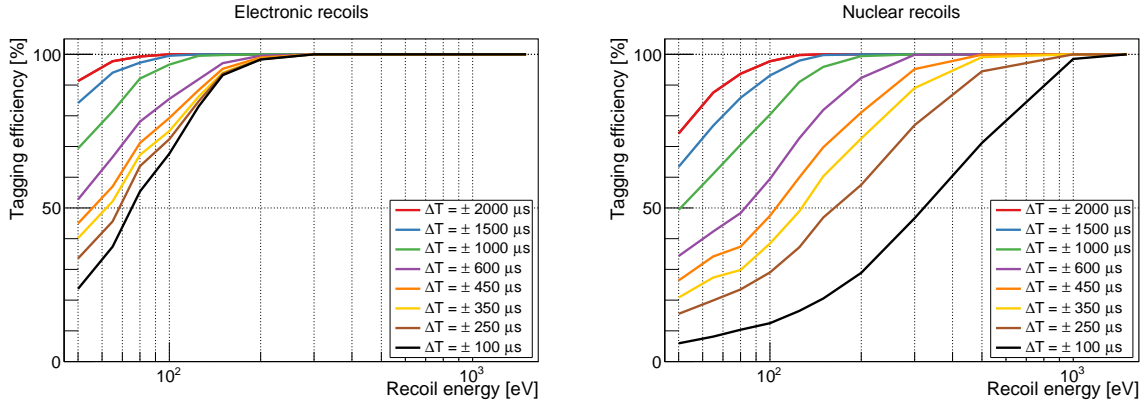 Electronic recoils
Tagging efficiency [%]
100
50
0
ΔT = ± 2000 μs
ΔT = ± 1500 μs
ΔT = ± 1000 μs
ΔT = ± 600 μs
ΔT = ± 450 μs
ΔT = ± 350 μs
ΔT = ± 250 μs
ΔT = ± 100 μs
10²
10³
Recoil energy [eV]
Nuclear recoils
Tagging efficiency [%]
100
50
0
ΔT = ± 2000 μs
ΔT = ± 1500 μs
ΔT = ± 1000 μs
ΔT = ± 600 μs
ΔT = ± 450 μs
ΔT = ± 350 μs
ΔT = ± 250 μs
ΔT = ± 100 μs
10²
10³
Recoil energy [eV]